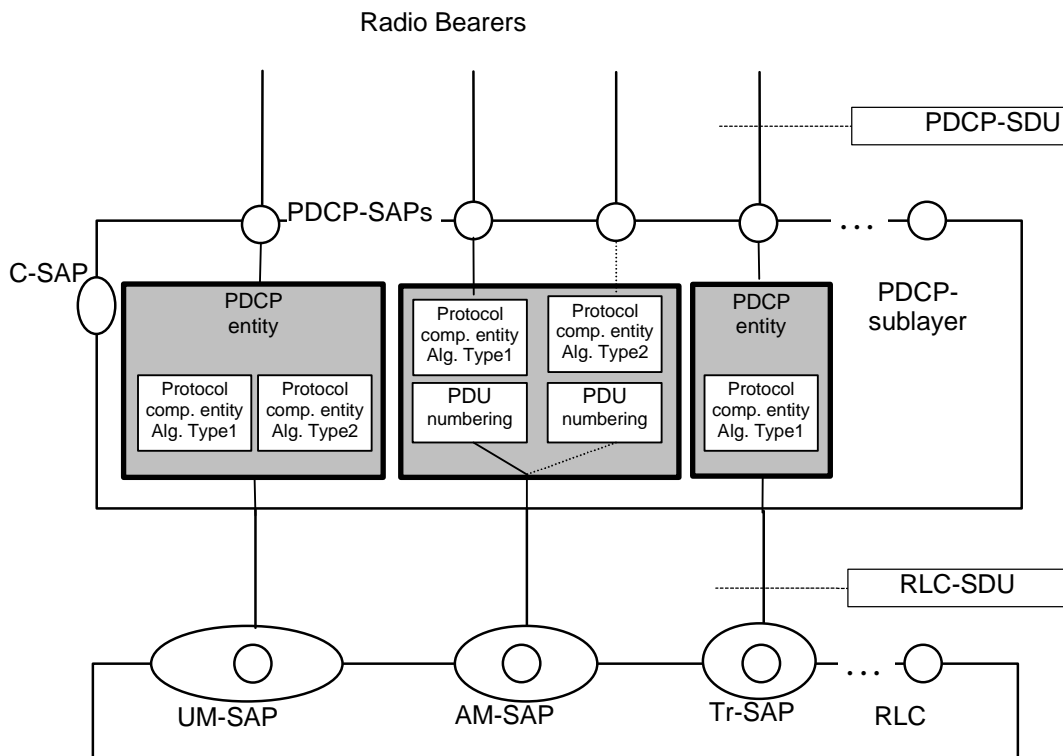 Radio Bearers
PDCP-SDU
PDCP-SAPs
...
C-SAP
PDCP
entity
Protocol
comp. entity
Alg. Type1
Protocol
comp. entity
Alg. Type2
Protocol
comp. entity
Alg. Type1
Protocol
comp. entity
Alg. Type2
PDU
numbering
PDU
numbering
PDCP
entity
Protocol
comp. entity
Alg. Type1
PDCP-
sublayer
RLC-SDU
...
UM-SAP
AM-SAP
Tr-SAP
RLC